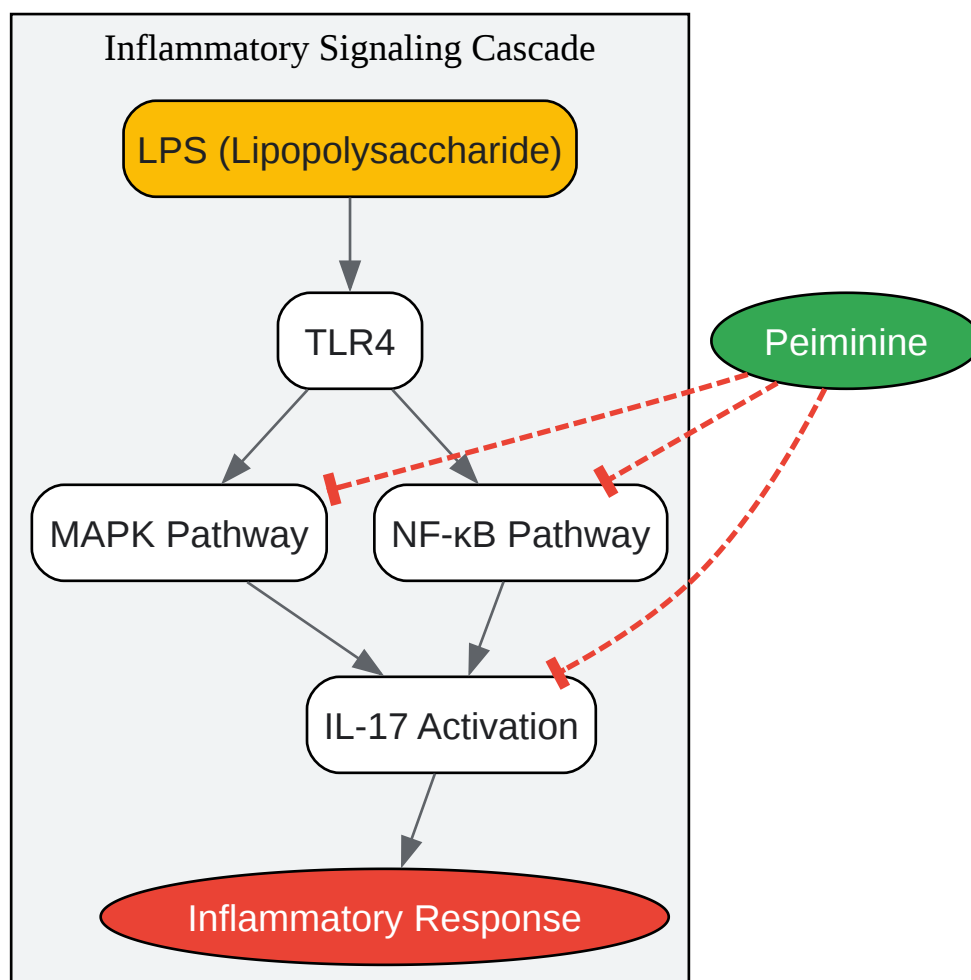 Inflammatory Signaling Cascade
LPS (Lipopolysaccharide)
TLR4
Peiminine
MAPK Pathway
NF-κB Pathway
IL-17 Activation
Inflammatory Response